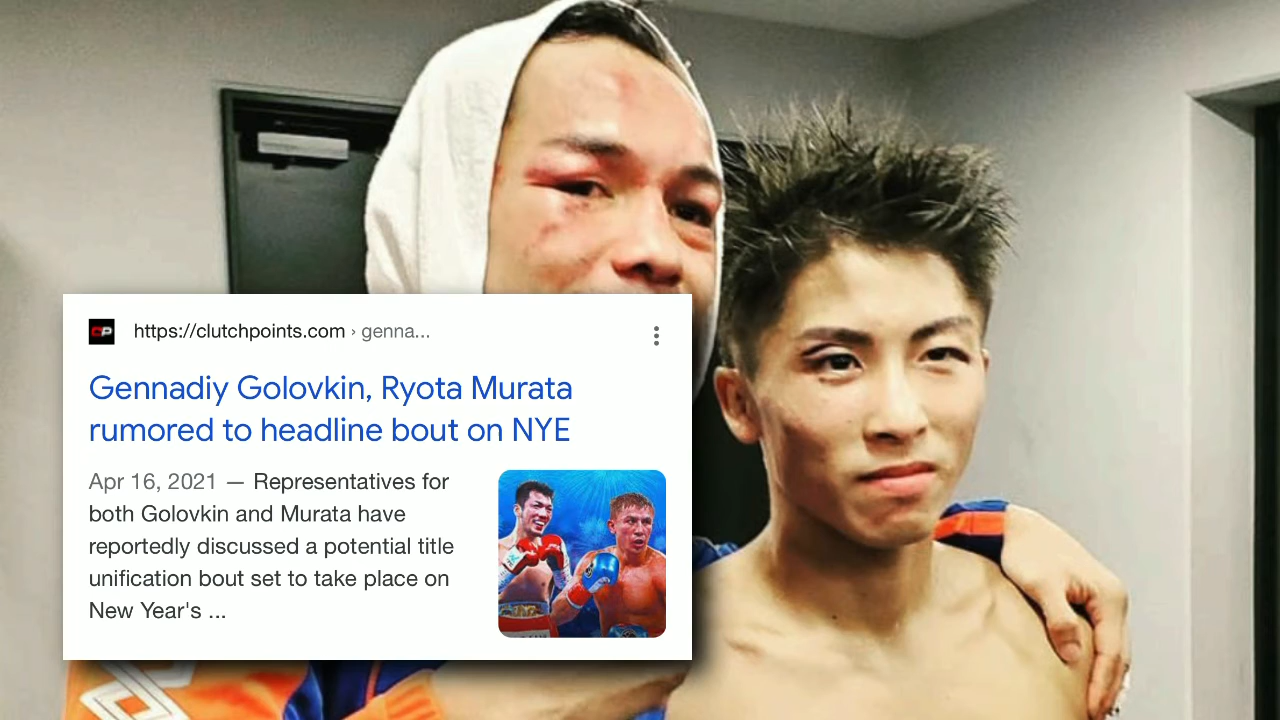 CP
https://clutchpoints.com › genna...
Gennadiy Golovkin, Ryota Murata
rumored to headline bout on NYE
Apr 16, 2021 — Representatives for
both Golovkin and Murata have
reportedly discussed a potential title
unification bout set to take place on
New Year's ...